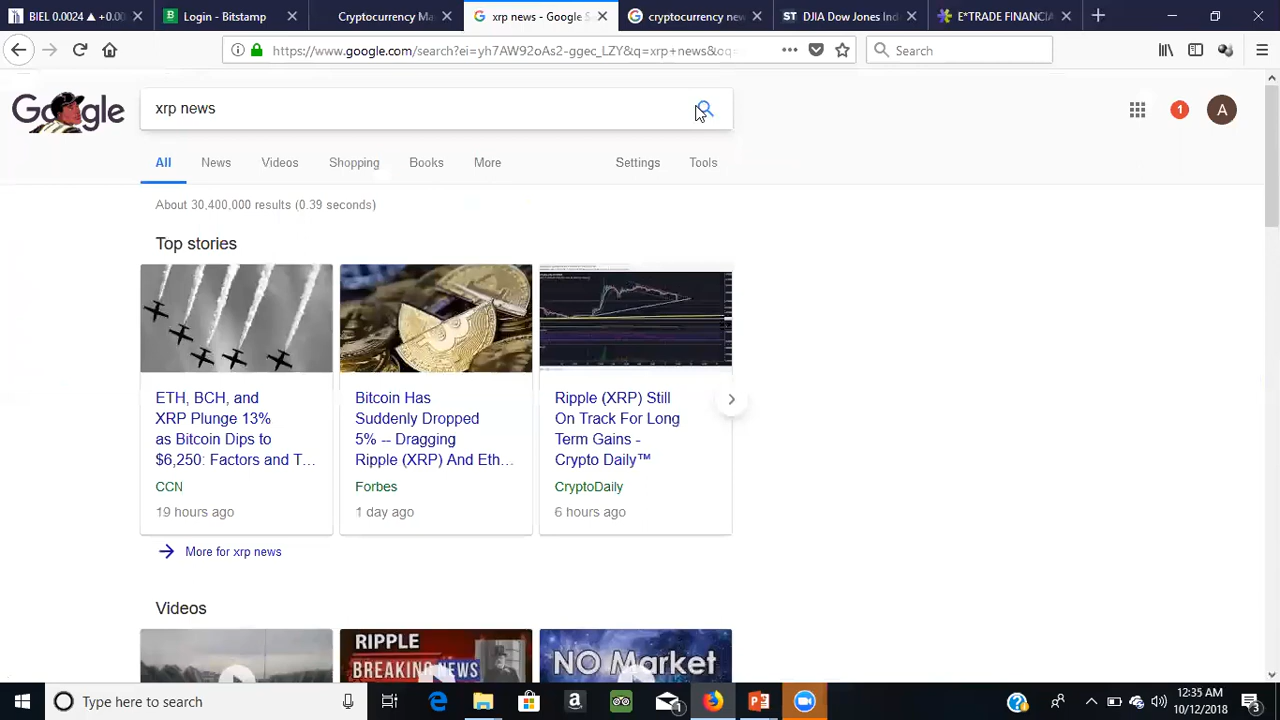 BIEL 0.0024 ▲ +0.0
Login - Bitstamp
Cryptocurrency Ma
xrp news - Google S
cryptocurrency new
ST DJIA Dow Jones Ind
E*TRADE FINANCIA
https://www.google.com/search?ei=yh7AW92oAs2-ggec_LZY&q=xrp+news&oq=
Search
Google
xrp news
1
A
All
News
Videos
Shopping
Books
More
Settings
Tools
About 30,400,000 results (0.39 seconds)
Top stories
ETH, BCH, and
XRP Plunge 13%
as Bitcoin Dips to
$6,250: Factors and T...
CCN
19 hours ago
Bitcoin Has
Suddenly Dropped
5% -- Dragging
Ripple (XRP) And Eth...
Forbes
1 day ago
Ripple (XRP) Still
On Track For Long
Term Gains -
Crypto Daily™
CryptoDaily
6 hours ago
More for xrp news
Videos
RIPPLE
BREAKING NEWS
NO Market
Type here to search
1
12:35 AM
10/12/2018
3